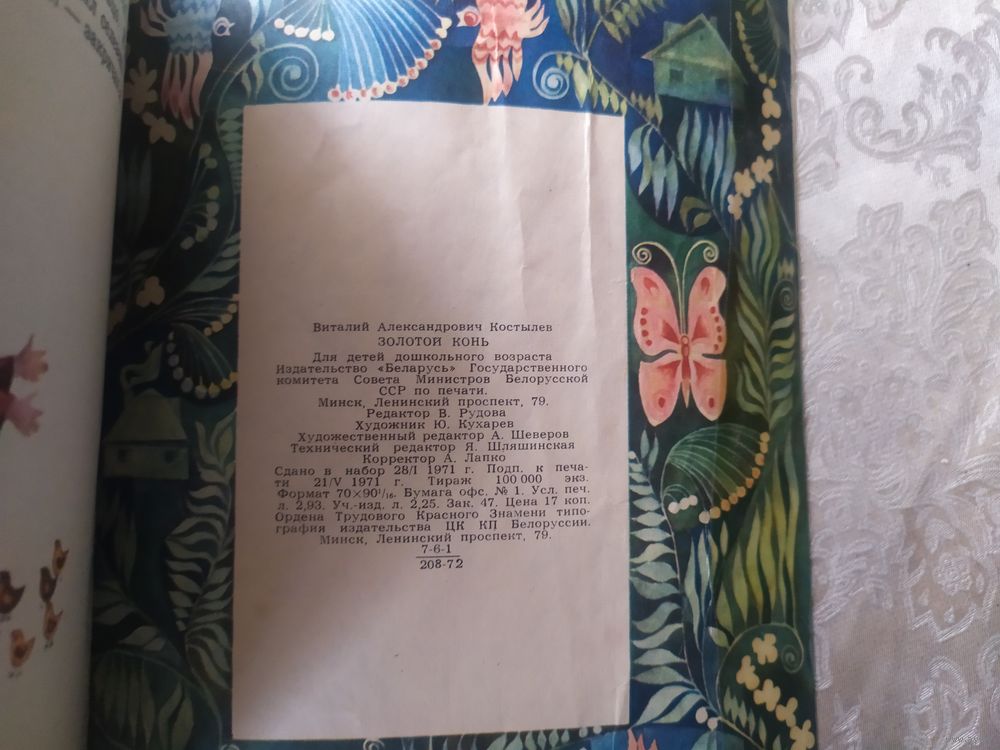 Виталий Александрович Костылев
ЗОЛОТОЙ КОНЬ
Для детей дошкольного возраста
Издательство «Беларусь» Государственного
комитета Совета Министров Белорусской
ССР по печати.
Минск, Ленинский проспект, 79.
Редактор В. Рудова
Художник Ю. Кухарев
Художественный редактор А. Шеверов
Технический редактор Я. Шляшинская
Корректор А. Лапко
Сдано в набор 28/I 1971 г. Подп. к печа-
ти 21/V 1971 г. Тираж 100 000 экз.
Формат 70×90¹/₁₆. Бумага офс. № 1. Усл. печ.
л. 2,93. Уч.-изд. л. 2,25. Зак. 47. Цена 17 коп.
Ордена Трудового Красного Знамени типо-
графия издательства ЦК КП Белоруссии.
Минск, Ленинский проспект, 79.
7-6-1
208-72